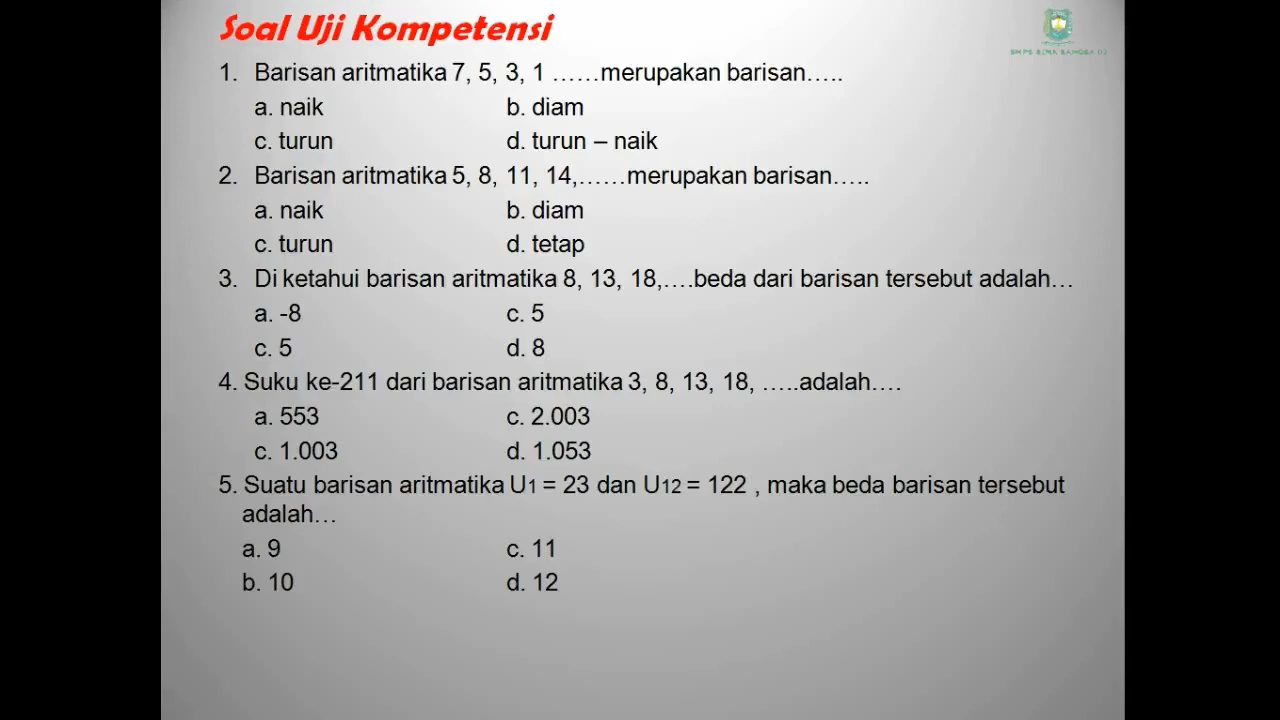 Soal Uji Kompetensi
SMPS BINA BANGSA 02
1. Barisan aritmatika 7, 5, 3, 1 ……merupakan barisan…..
a. naik b. diam
c. turun d. turun – naik
2. Barisan aritmatika 5, 8, 11, 14,……merupakan barisan…..
a. naik b. diam
c. turun d. tetap
3. Di ketahui barisan aritmatika 8, 13, 18,….beda dari barisan tersebut adalah…
a. -8 c. 5
c. 5 d. 8
4. Suku ke-211 dari barisan aritmatika 3, 8, 13, 18, …..adalah….
a. 553 c. 2.003
c. 1.003 d. 1.053
5. Suatu barisan aritmatika U1 = 23 dan U12 = 122 , maka beda barisan tersebut
adalah…
a. 9 c. 11
b. 10 d. 12